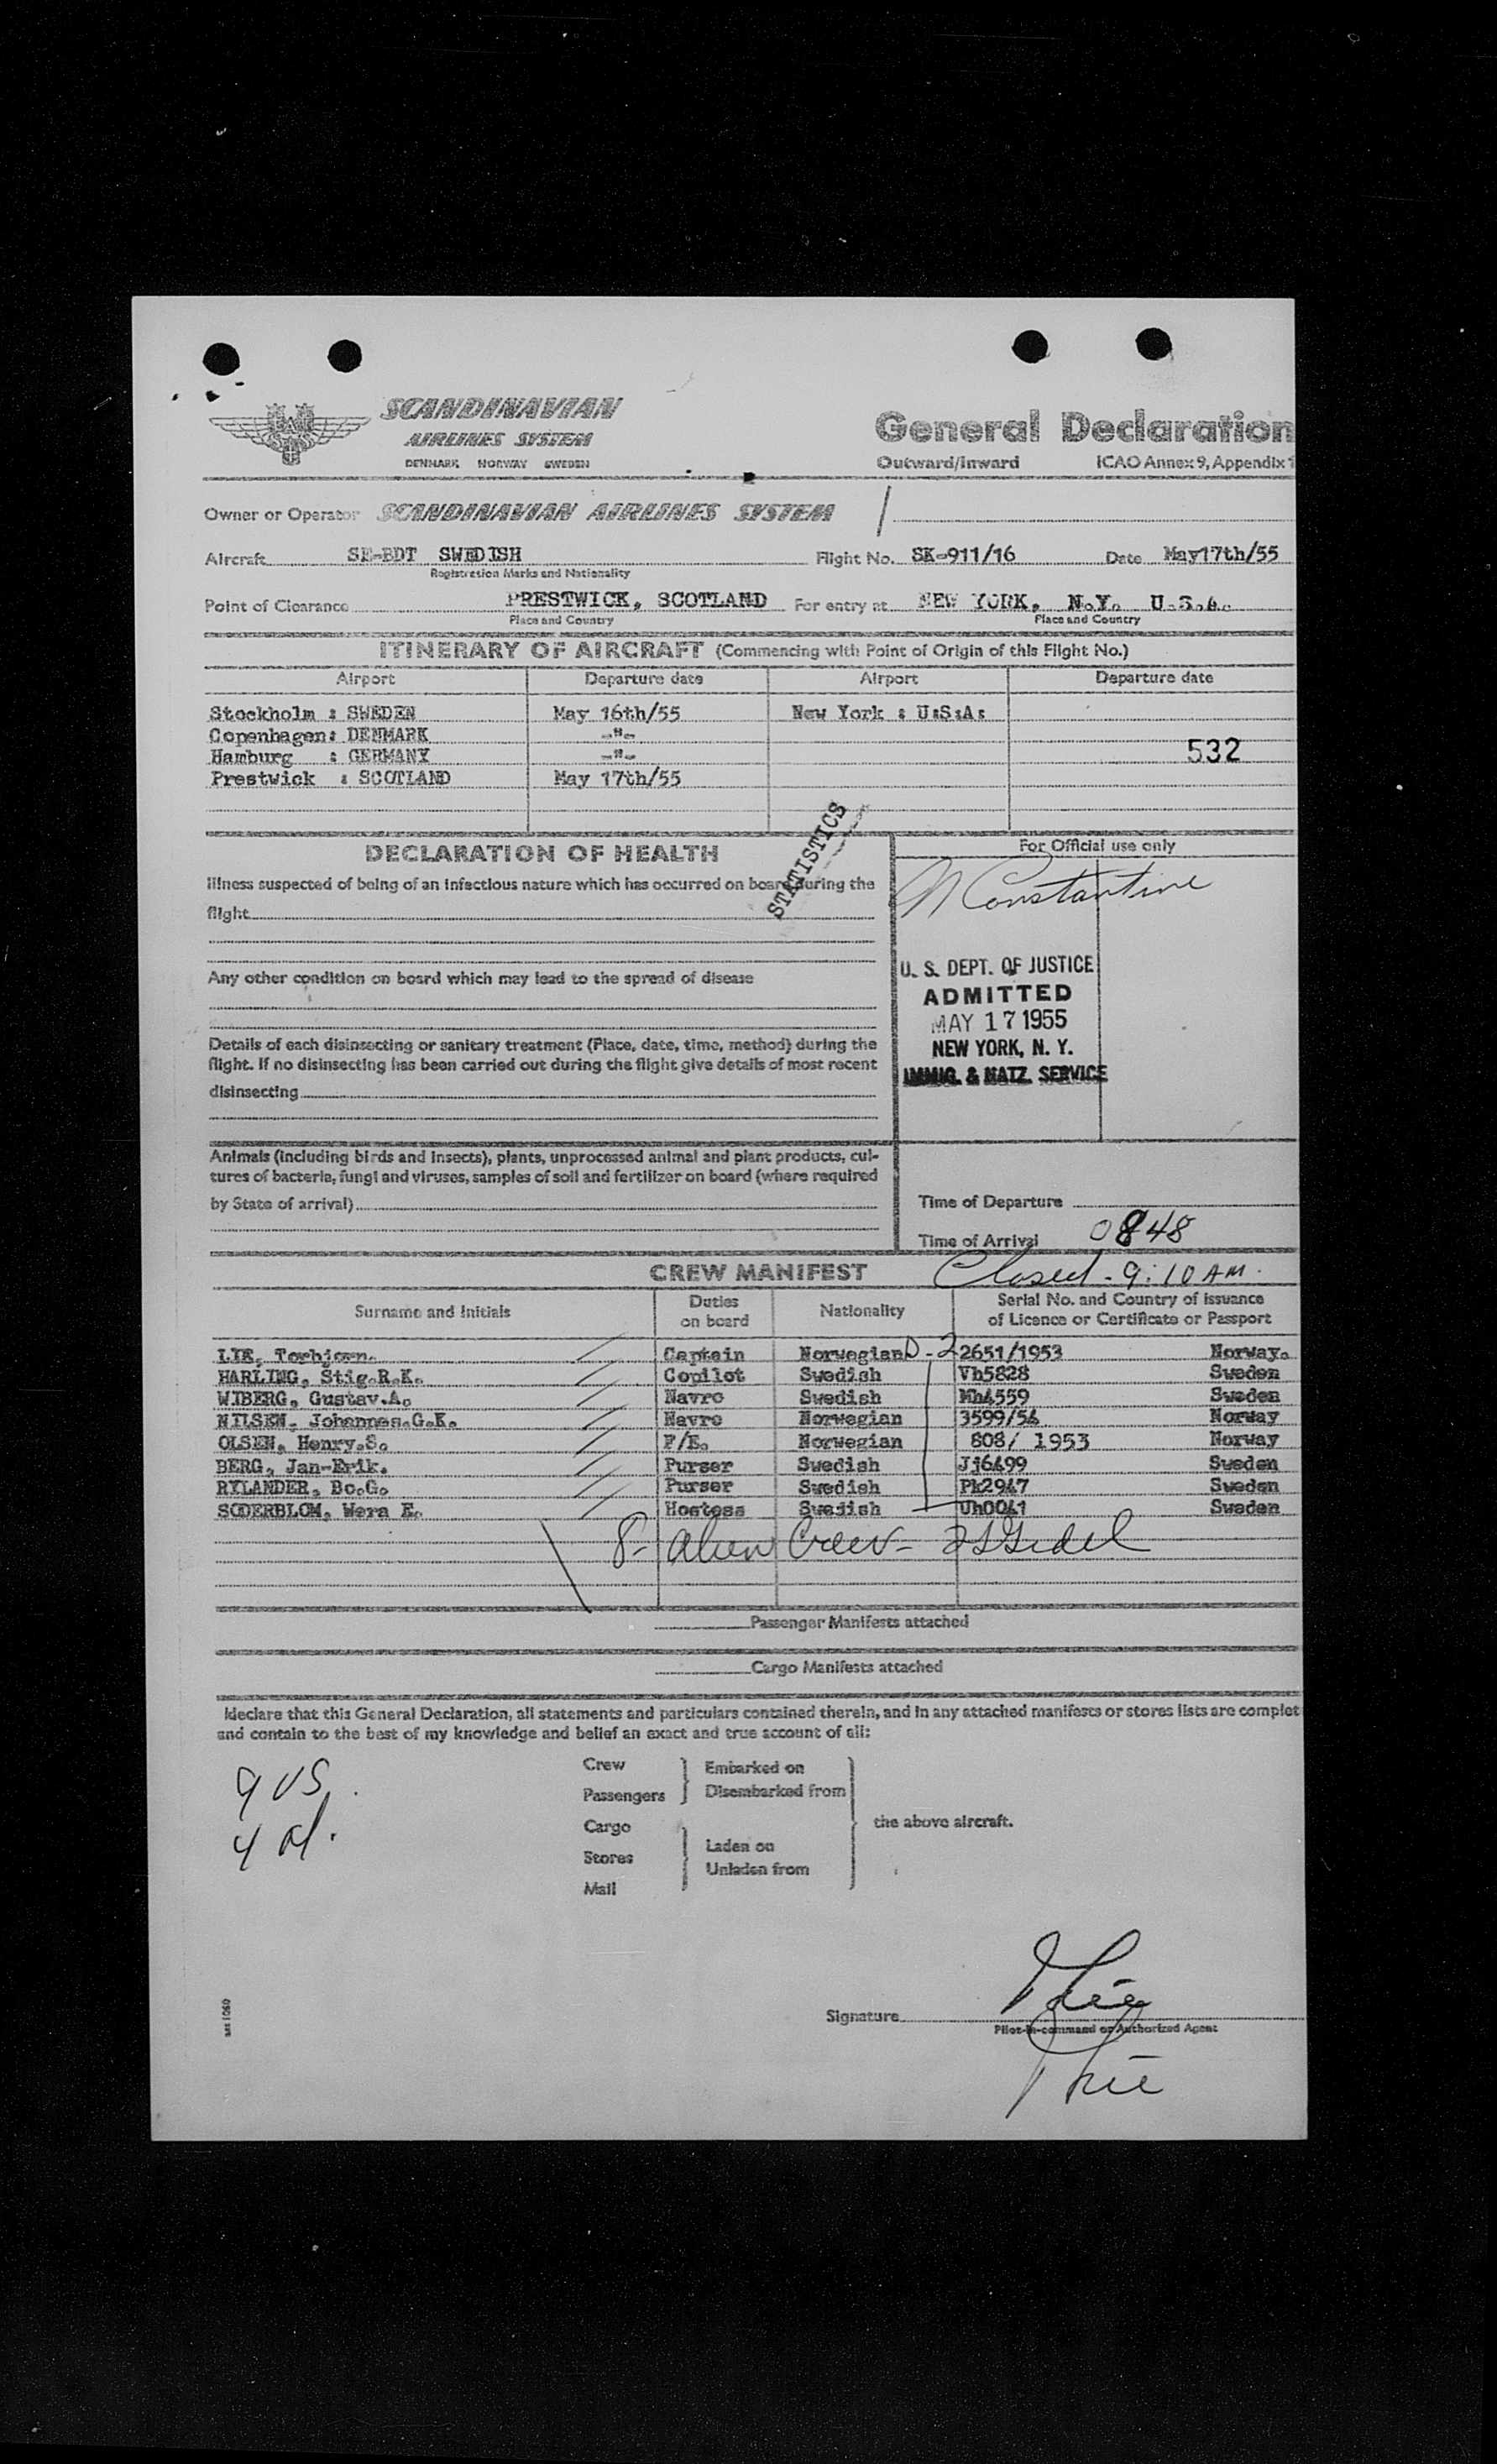 SCANDINAVIAN
AIRLINES SYSTEM
DENMARK NORWAY SWEDEN
General Declaration
Outward/Inward ICAO Annex 9, Appendix 1
Owner or Operator SCANDINAVIAN AIRLINES SYSTEM
Aircraft SE-BDT SWEDISH Flight No. SK-911/16 Date May17th/55
Registration Marks and Nationality
Point of Clearance PRESTWICK, SCOTLAND For entry at NEW YORK, N.Y. U.S.A.
Place and Country Place and Country
ITINERARY OF AIRCRAFT (Commencing with Point of Origin of this Flight No.)
Airport Departure date Airport Departure date
Stockholm : SWEDEN May 16th/55 New York : U:S:A:
Copenhagen: DENMARK -"-
Hamburg : GERMANY -"- 532
Prestwick : SCOTLAND May 17th/55
STATISTICS
DECLARATION OF HEALTH For Official use only
Illness suspected of being of an infectious nature which has occurred on board during the
flight
Constantine
Any other condition on board which may lead to the spread of disease
U. S. DEPT. OF JUSTICE
ADMITTED
MAY 17 1955
NEW YORK, N. Y.
IMMIG. & NATZ. SERVICE
Details of each disinsecting or sanitary treatment (Place, date, time, method) during the
flight. If no disinsecting has been carried out during the flight give details of most recent
disinsecting
Animals (including birds and insects), plants, unprocessed animal and plant products, cul-
tures of bacteria, fungi and viruses, samples of soil and fertilizer on board (where required
by State of arrival)
Time of Departure
Time of Arrival 0848
CREW MANIFEST Closed - 9:10 AM.
Surname and Initials Duties on board Nationality Serial No. and Country of issuance of Licence or Certificate or Passport
LIE, Torbjorn. Captain Norwegian D-2 2651/1953 Norway.
HARLING, Stig.R.K. Copilot Swedish Vh5828 Sweden
WIBERG, Gustav.A. Navro Swedish Mh4559 Sweden
NILSEN, Johannes.G.K. Navro Norwegian 3599/54 Norway
OLSEN, Henry.S. F/E. Norwegian 808/ 1953 Norway
BERG, Jan-Erik. Purser Swedish Jj6499 Sweden
RYLANDER, Bo.G. Purser Swedish Pk2947 Sweden
SODERBLOM, Wera E. Hostess Swedish Uh0041 Sweden
8- alien Crew-
Passenger Manifests attached
Cargo Manifests attached
I declare that this General Declaration, all statements and particulars contained therein, and in any attached manifests or stores lists are complet
and contain to the best of my knowledge and belief an exact and true account of all:
9 US.
4 al.
Crew
Passengers
Embarked on
Disembarked from
Cargo
Stores
Mail
Laden on
Unladen from
the above aircraft.
Signature
Pilot-in-command or Authorized Agent